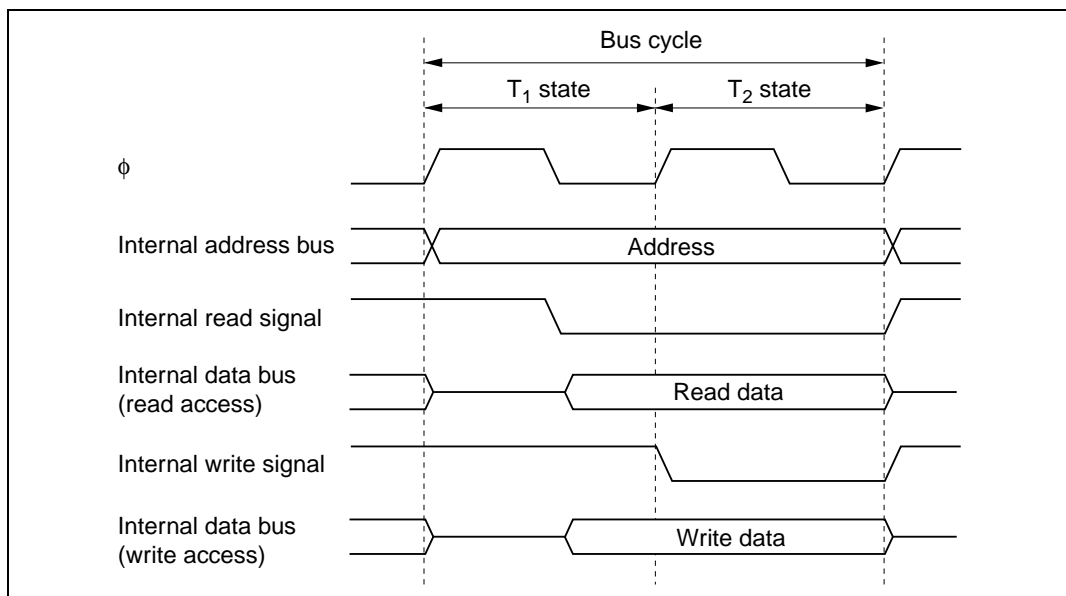 Bus cycle
T₁ state
T₂ state
ϕ
Internal address bus
Address
Internal read signal
Internal data bus
(read access)
Read data
Internal write signal
Internal data bus
(write access)
Write data